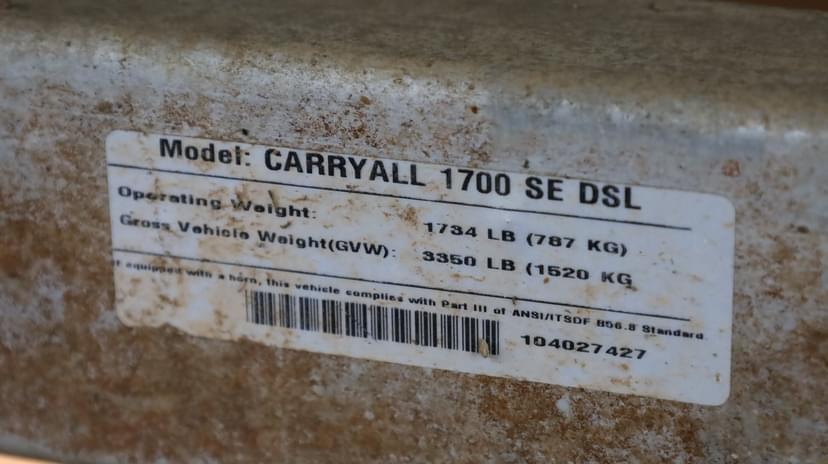 Model: CARRYALL 1700 SE DSL
Operating Weight: 1734 LB (787 KG)
Gross Vehicle Weight(GVW): 3350 LB (1520 KG
If equipped with a horn, this vehicle complies with Part III of ANSI/ITSDF B56.8 Standard.
104027427